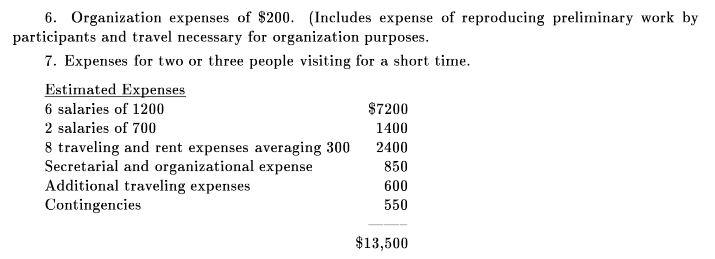 6. Organization expenses of $200. (Includes expense of reproducing preliminary work by
participants and travel necessary for organization purposes.
7. Expenses for two or three people visiting for a short time.
Estimated Expenses
6 salaries of 1200 $7200
2 salaries of 700 1400
8 traveling and rent expenses averaging 300 2400
Secretarial and organizational expense 850
Additional traveling expenses 600
Contingencies 550
$13,500